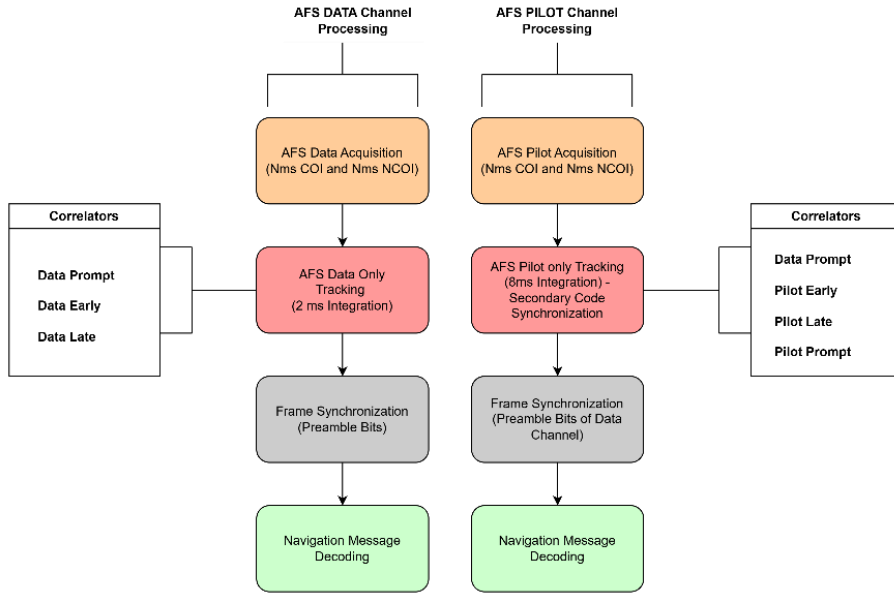 AFS DATA Channel
Processing
AFS PILOT Channel
Processing
AFS Data Acquisition
(Nms COI and Nms NCOI)
AFS Pilot Acquisition
(Nms COI and Nms NCOI)
Correlators
Data Prompt
Data Early
Data Late
AFS Data Only
Tracking
(2 ms Integration)
AFS Pilot only Tracking
(8ms Integration) -
Secondary Code
Synchronization
Correlators
Data Prompt
Pilot Early
Pilot Late
Pilot Prompt
Frame Synchronization
(Preamble Bits)
Frame Synchronization
(Preamble Bits of Data
Channel)
Navigation Message
Decoding
Navigation Message
Decoding